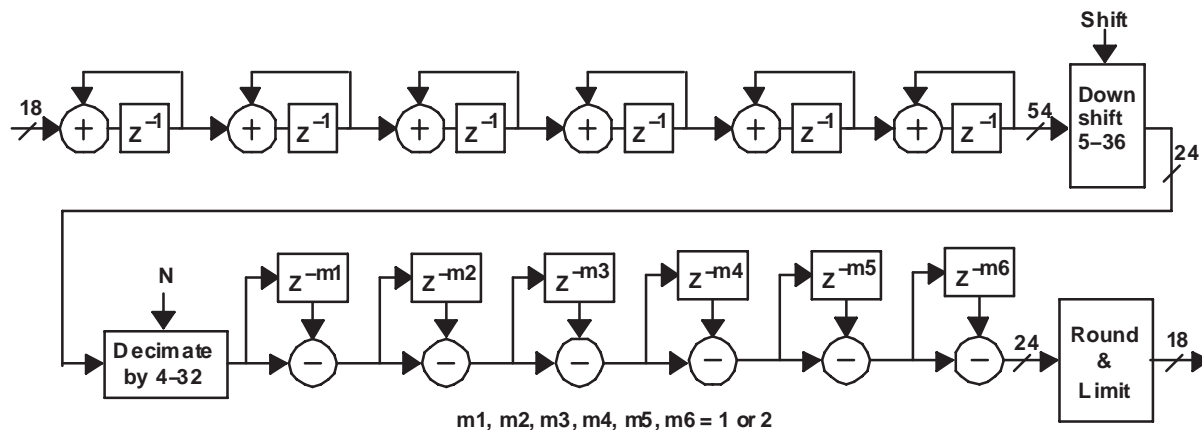 Shift
18
+ z–1 + z–1 + z–1 + z–1 + z–1 + z–1
54
Down
shift
5–36
24
N
Decimate
by 4–32
z–m1 z–m2 z–m3 z–m4 z–m5 z–m6
– – – – – –
24
Round
&
Limit
18
m1, m2, m3, m4, m5, m6 = 1 or 2